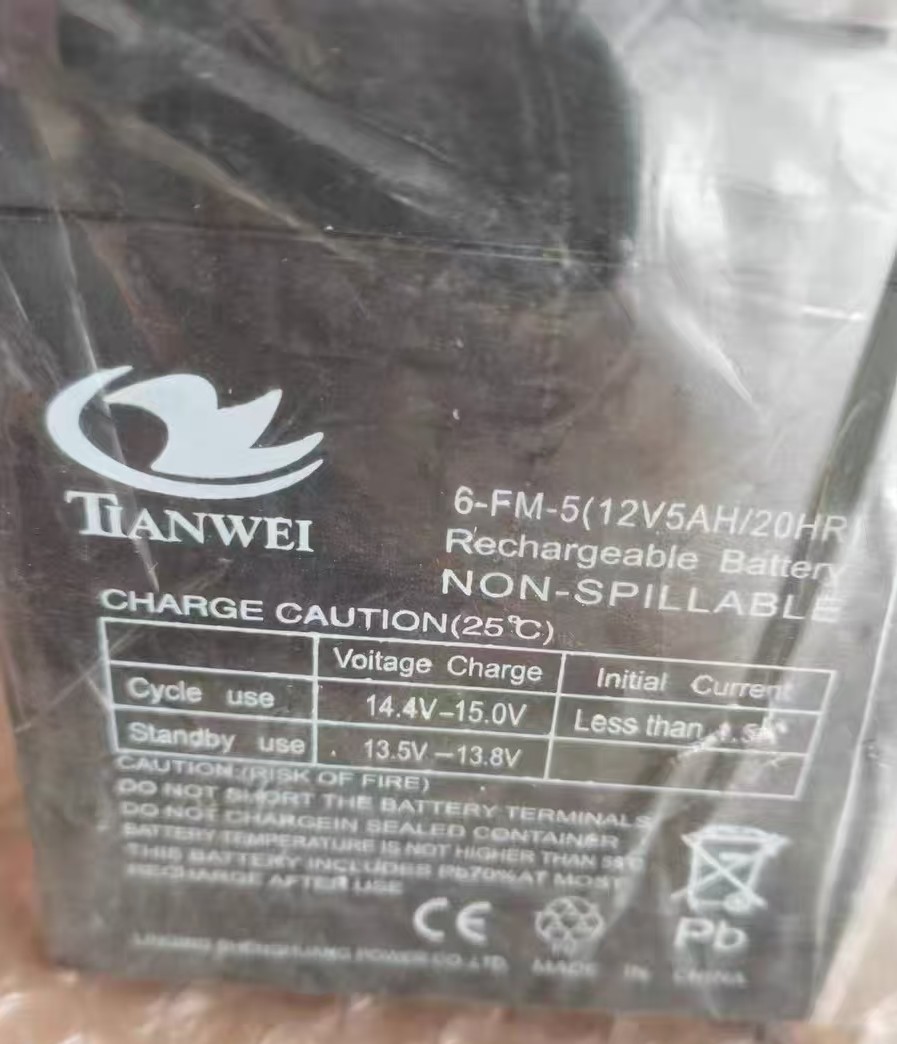 TIANWEI
6-FM-5(12V5AH/20HR
Rechargeable Battery
NON-SPILLABLE
CHARGE CAUTION(25℃)
Voitage Charge Initial Current
Cycle use 14.4V-15.0V Less than
Standby use 13.5V-13.8V
CAUTION:(RISK OF FIRE)
DO NOT SHORT THE BATTERY TERMINALS
DO NOT CHARGEIN SEALED CONTAINER
BATTERY TEMPERATURE IS NOT HIGHER THAN
THIS BATTERY INCLUDES Pb70%AT MOST
RECHARGE AFTER USE
CE
Pb
POWER CO.,LTD. MADE IN CHINA